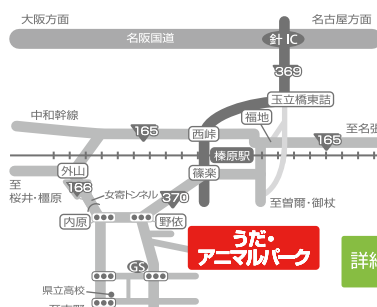 大阪方面
名古屋方面
名阪国道
針IC
369
玉立橋東詰
福地
中和幹線
165
西峠
165
至名張
榛原駅
外山
篠楽
至
桜井・橿原
166
女寄トンネル
370
至曽爾・御杖
内原
野依
うだ・
アニマルパーク
GS
詳細
県立高校
至吉野